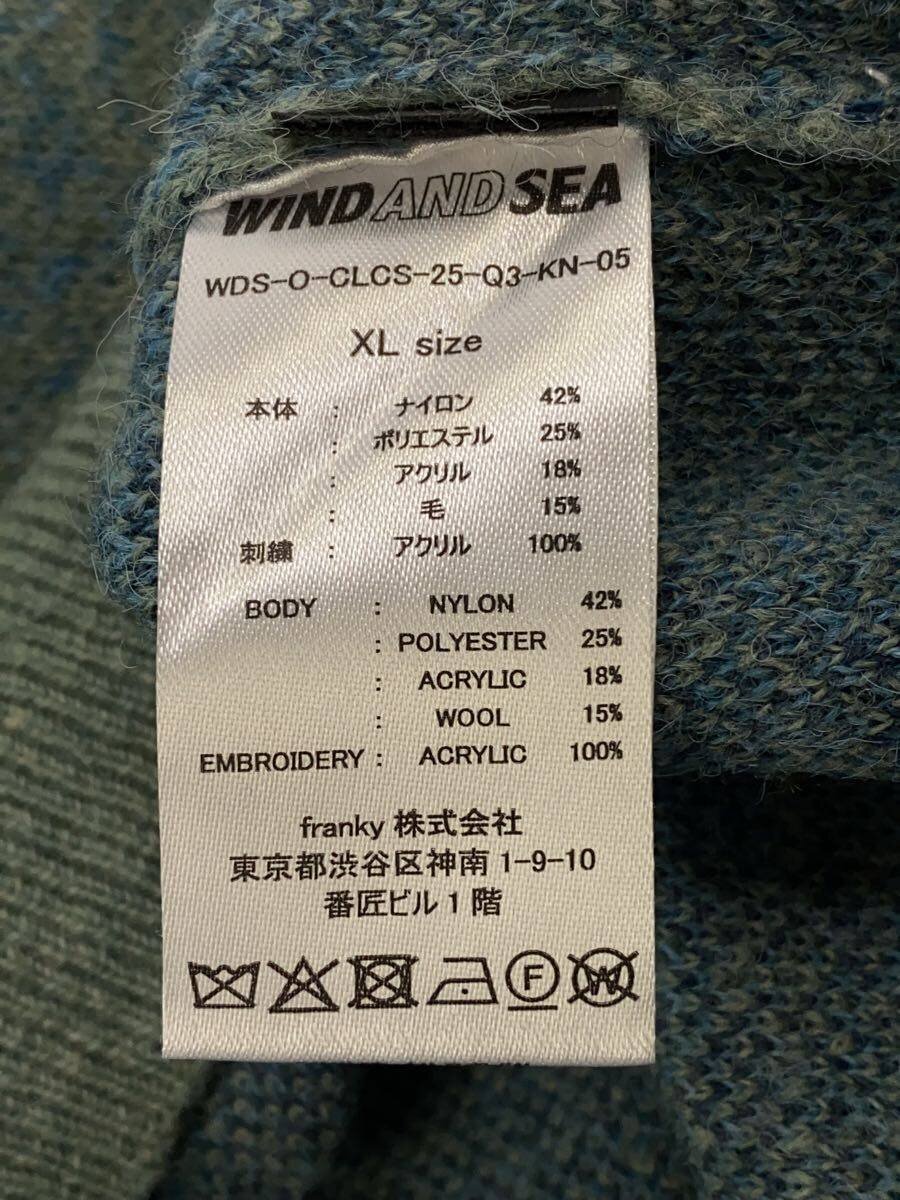 WIND AND SEA
WDS-O-CLCS-25-Q3-KN-05
XL size
本体 : ナイロン 42%
: ポリエステル 25%
: アクリル 18%
: 毛 15%
刺繍 : アクリル 100%
BODY : NYLON 42%
: POLYESTER 25%
: ACRYLIC 18%
: WOOL 15%
EMBROIDERY : ACRYLIC 100%
franky 株式会社
東京都渋谷区神南 1-9-10
番匠ビル 1 階
F W